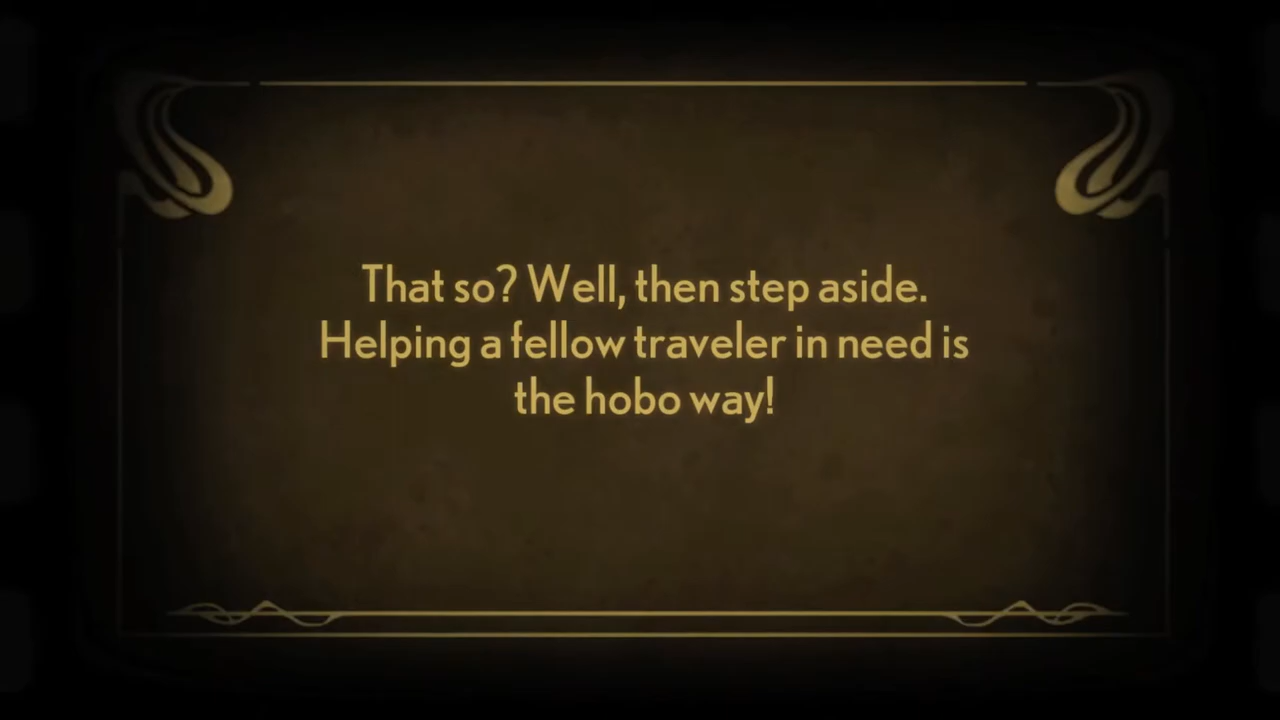 That so? Well, then step aside.
Helping a fellow traveler in need is
the hobo way!